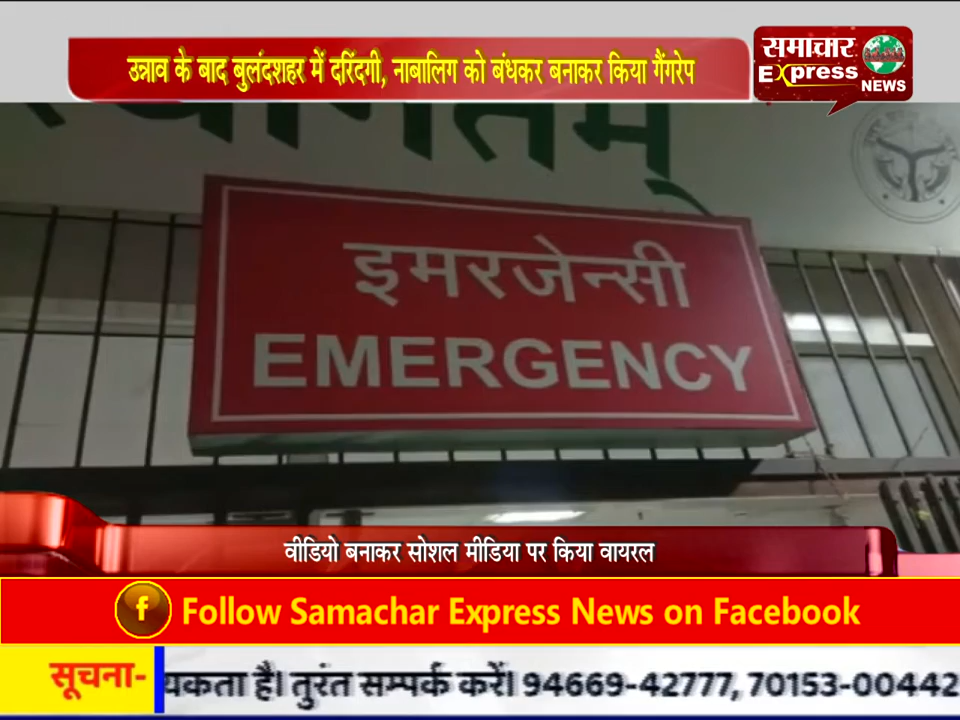 उन्नाव के बाद बुलंदशहर में दरिंदगी, नाबालिग को बंधकर बनाकर किया गैंगरेप
समाचार
Express
NEWS
इमरजेन्सी
EMERGENCY
वीडियो बनाकर सोशल मीडिया पर किया वायरल
f Follow Samachar Express News on Facebook
सूचना- यकता है। तुरंत सम्पर्क करें। 94669-42777, 70153-00442